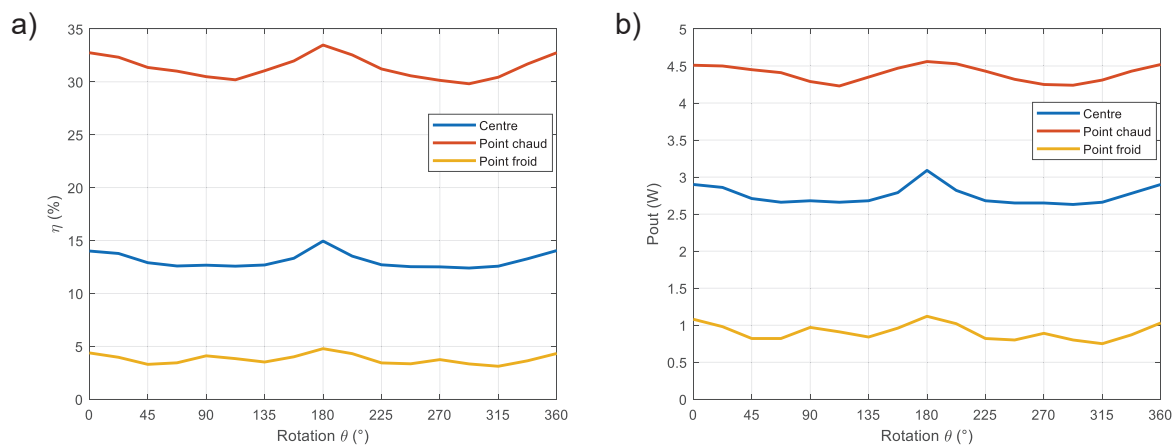 a)
35
30
25
20
15
10
5
0
η (%)
0 45 90 135 180 225 270 315 360
Rotation θ (°)
Centre
Point chaud
Point froid
b)
5
4.5
4
3.5
3
2.5
2
1.5
1
0.5
0
Pout (W)
0 45 90 135 180 225 270 315 360
Rotation θ (°)
Centre
Point chaud
Point froid